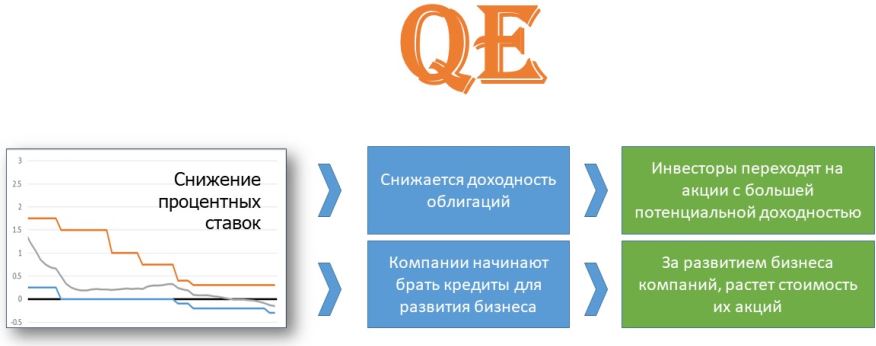 QE
3
2.5
2
1.5
1
0.5
0
-0.5
Снижение
процентных
ставок
Снижается доходность
облигаций
Инвесторы переходят на
акции с большей
потенциальной доходностью
Компании начинают
брать кредиты для
развития бизнеса
За развитием бизнеса
компаний, растет стоимость
их акций